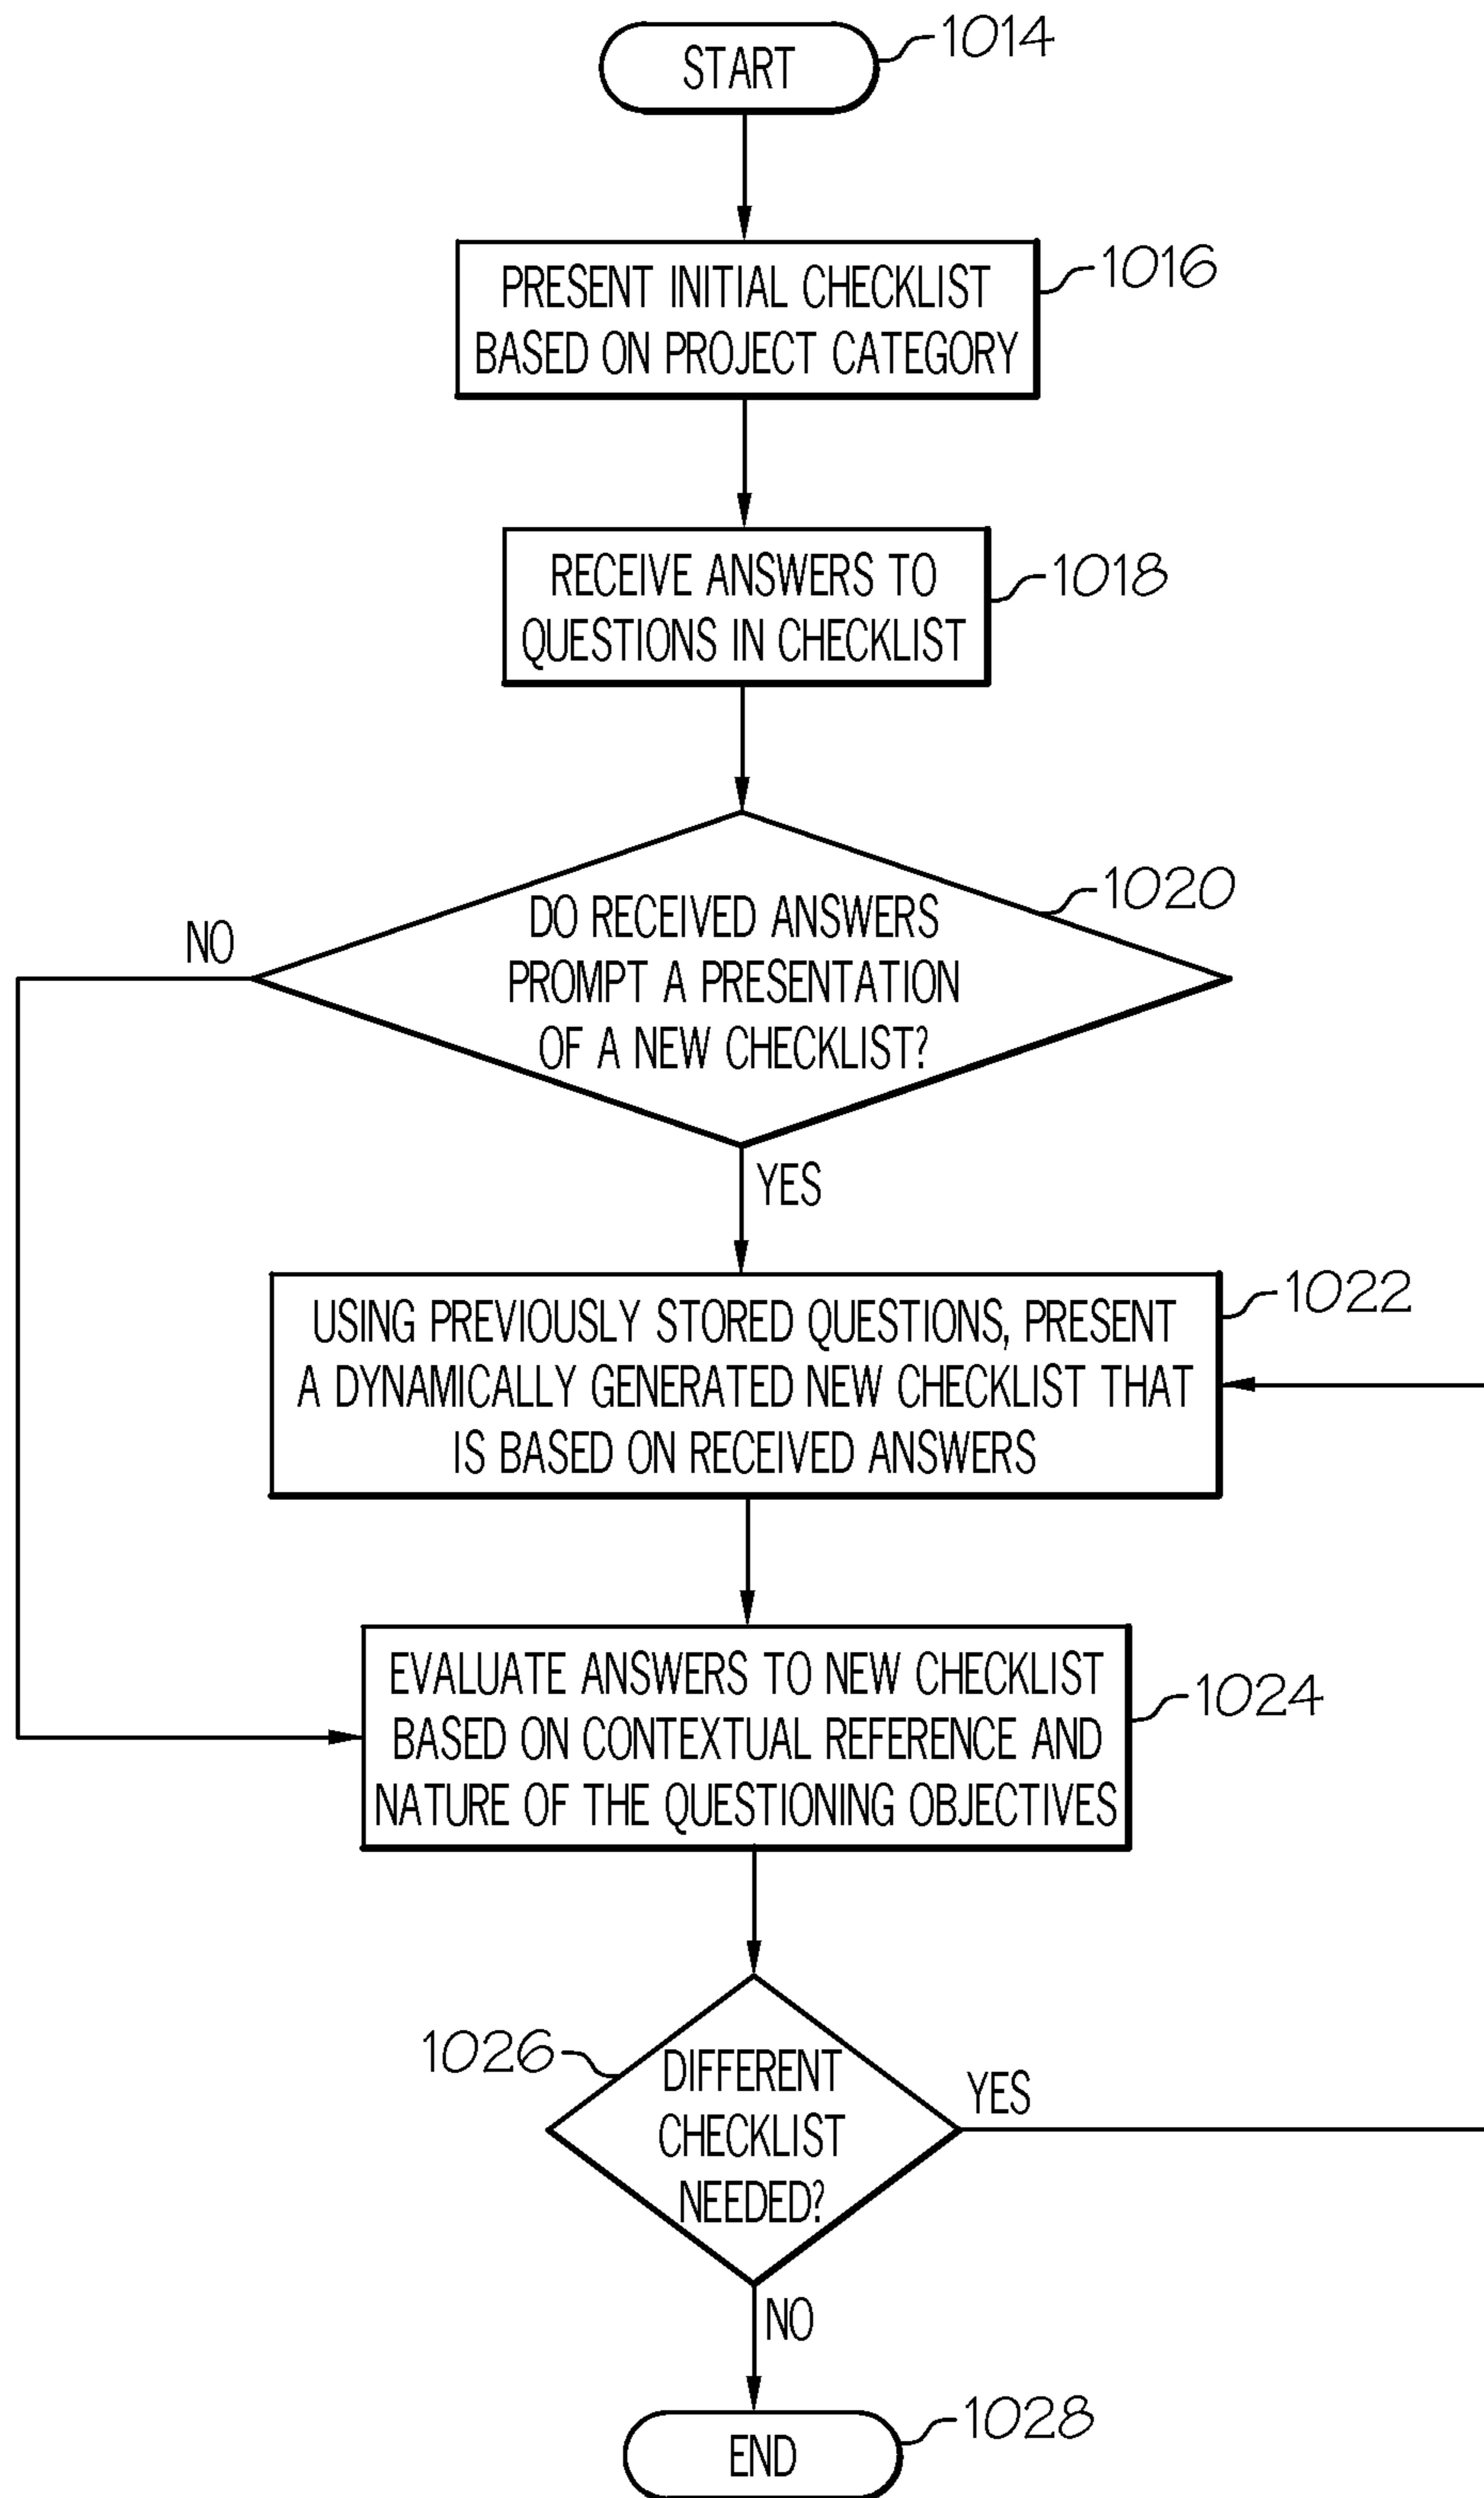 START
1014
PRESENT INITIAL CHECKLIST
BASED ON PROJECT CATEGORY
1016
RECEIVE ANSWERS TO
QUESTIONS IN CHECKLIST
1018
DO RECEIVED ANSWERS
PROMPT A PRESENTATION
OF A NEW CHECKLIST?
1020
NO
YES
USING PREVIOUSLY STORED QUESTIONS, PRESENT
A DYNAMICALLY GENERATED NEW CHECKLIST THAT
IS BASED ON RECEIVED ANSWERS
1022
EVALUATE ANSWERS TO NEW CHECKLIST
BASED ON CONTEXTUAL REFERENCE AND
NATURE OF THE QUESTIONING OBJECTIVES
1024
1026
DIFFERENT
CHECKLIST
NEEDED?
YES
NO
END
1028